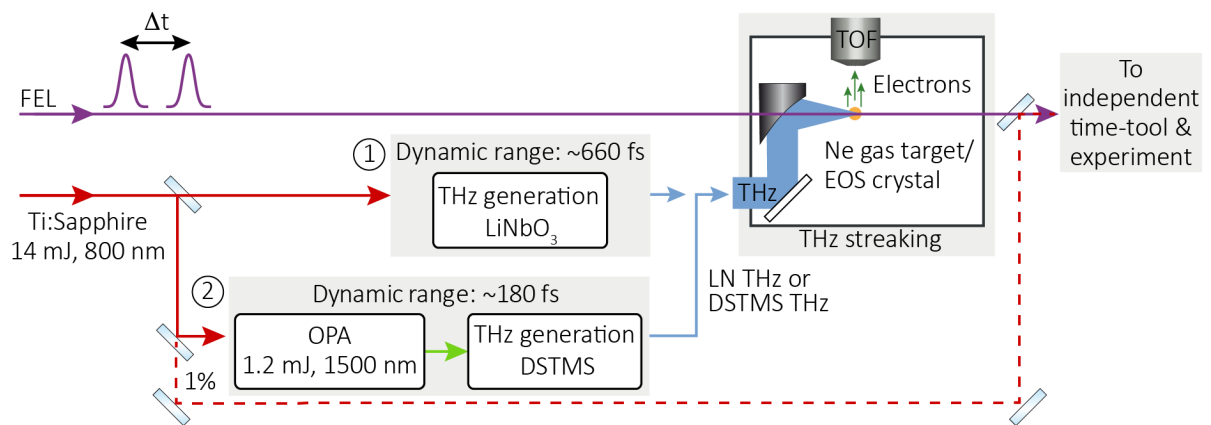 Δt
FEL
TOF
Electrons
To
independent
time-tool &
experiment
1
Dynamic range: ~660 fs
THz generation
LiNbO₃
Ne gas target/
EOS crystal
THz
THz streaking
Ti:Sapphire
14 mJ, 800 nm
2
Dynamic range: ~180 fs
OPA
1.2 mJ, 1500 nm
THz generation
DSTMS
LN THz or
DSTMS THz
1%